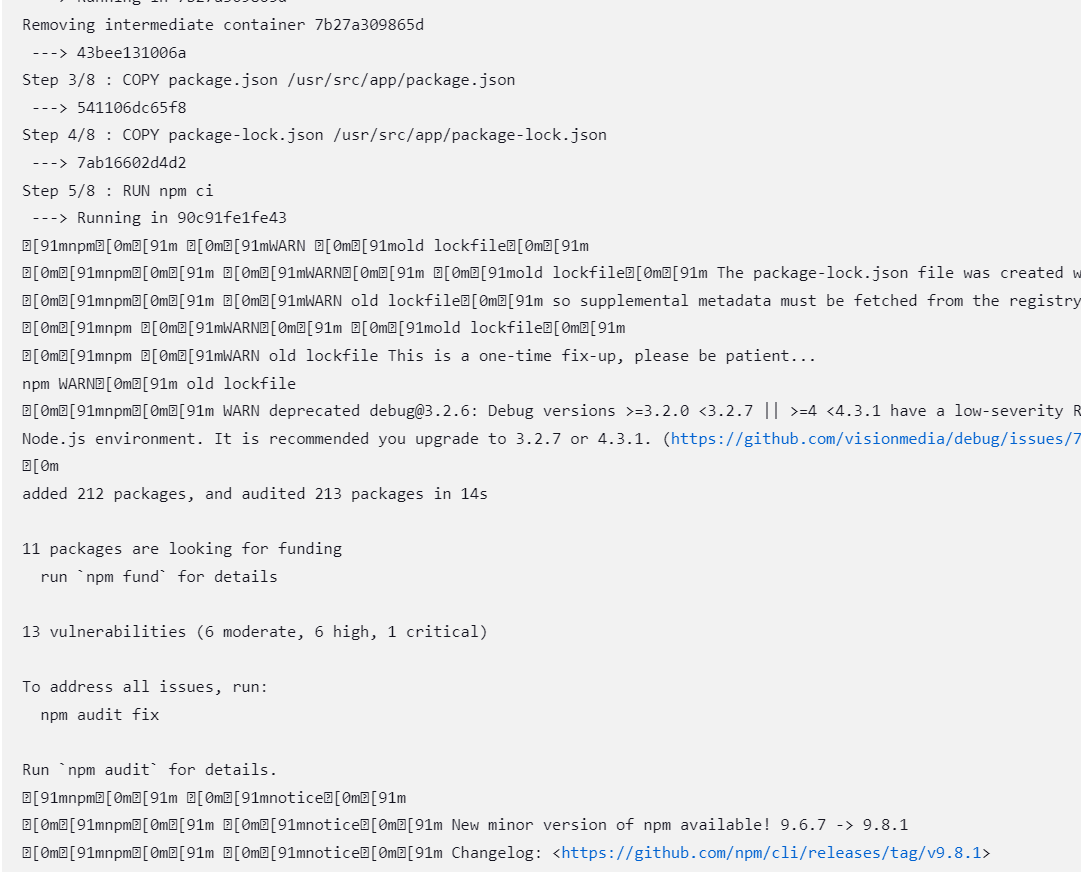 Removing intermediate container 7b27a309865d
 ---> 43bee131006a
Step 3/8 : COPY package.json /usr/src/app/package.json
 ---> 541106dc65f8
Step 4/8 : COPY package-lock.json /usr/src/app/package-lock.json
 ---> 7ab16602d4d2
Step 5/8 : RUN npm ci
 ---> Running in 90c91fe1fe43
�[91mnpm�[0m�[91m �[0m�[91mWARN �[0m�[91mold lockfile�[0m�[91m
�[0m�[91mnpm�[0m�[91m �[0m�[91mWARN�[0m�[91m �[0m�[91mold lockfile�[0m�[91m The package-lock.json file was created w
�[0m�[91mnpm�[0m�[91m �[0m�[91mWARN old lockfile�[0m�[91m so supplemental metadata must be fetched from the registry
�[0m�[91mnpm �[0m�[91mWARN�[0m�[91m �[0m�[91mold lockfile�[0m�[91m
�[0m�[91mnpm �[0m�[91mWARN old lockfile This is a one-time fix-up, please be patient...
npm WARN�[0m�[91m old lockfile
�[0m�[91mnpm�[0m�[91m WARN deprecated debug@3.2.6: Debug versions >=3.2.0 <3.2.7 || >=4 <4.3.1 have a low-severity R
Node.js environment. It is recommended you upgrade to 3.2.7 or 4.3.1. (https://github.com/visionmedia/debug/issues/7
�[0m
added 212 packages, and audited 213 packages in 14s

11 packages are looking for funding
  run `npm fund` for details

13 vulnerabilities (6 moderate, 6 high, 1 critical)

To address all issues, run:
  npm audit fix

Run `npm audit` for details.
�[91mnpm�[0m�[91m �[0m�[91mnotice�[0m�[91m
�[0m�[91mnpm�[0m�[91m �[0m�[91mnotice�[0m�[91m New minor version of npm available! 9.6.7 -> 9.8.1
�[0m�[91mnpm�[0m�[91m �[0m�[91mnotice�[0m�[91m Changelog: <https://github.com/npm/cli/releases/tag/v9.8.1>